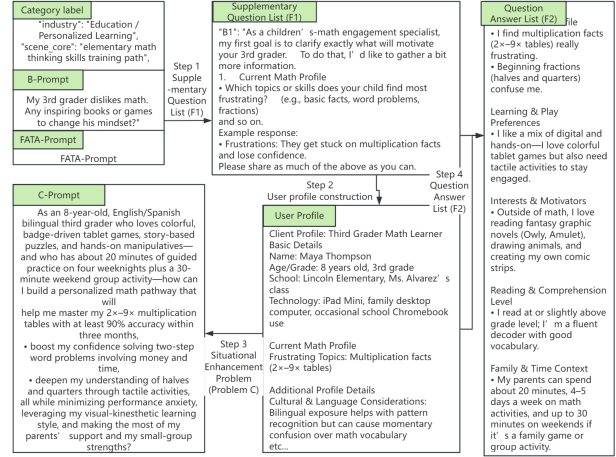 Category label
"industry": "Education /
Personalized Learning",
"scene_core": "elementary math
thinking skills training path",
B-Prompt
My 3rd grader dislikes math.
Any inspiring books or games
to change his mindset?"
FATA-Prompt
FATA-Prompt
Step 1
Supple
-mentary
Question
List (F1)
Supplementary
Question List (F1)
"B1": "As a children's-math engagement specialist,
my first goal is to clarify exactly what will motivate
your 3rd grader. To do that, I'd like to gather a bit
more information.
1. Current Math Profile
• Which topics or skills does your child find most
frustrating? (e.g., basic facts, word problems,
fractions)
and so on.
Example response:
• Frustrations: They get stuck on multiplication facts
and lose confidence.
Please share as much of the above as you can.
Step 2
User profile construction
Step 4
Question
Answer
List (F2)
Question
Answer List (F2)
file
• I find multiplication facts
(2×–9× tables) really
frustrating.
• Beginning fractions
(halves and quarters)
confuse me.
Learning & Play
Preferences
• I like a mix of digital and
hands-on—I love colorful
tablet games but also need
tactile activities to stay
engaged.
Interests & Motivators
• Outside of math, I love
reading fantasy graphic
novels (Owly, Amulet),
drawing animals, and
creating my own comic
strips.
Reading & Comprehension
Level
• I read at or slightly above
grade level; I'm a fluent
decoder with good
vocabulary.
Family & Time Context
• My parents can spend
about 20 minutes, 4–5
days a week on math
activities, and up to 30
minutes on weekends if
it's a family game or
group activity.
User Profile
Client Profile: Third Grader Math Learner
Basic Details
Name: Maya Thompson
Age/Grade: 8 years old, 3rd grade
School: Lincoln Elementary, Ms. Alvarez's
class
Technology: iPad Mini, family desktop
computer, occasional school Chromebook
use
Current Math Profile
Frustrating Topics: Multiplication facts
(2×–9× tables)
Additional Profile Details
Cultural & Language Considerations:
Bilingual exposure helps with pattern
recognition but can cause momentary
confusion over math vocabulary
etc...
Step 3
Situational
Enhancement
Problem
(Problem C)
C-Prompt
As an 8-year-old, English/Spanish
bilingual third grader who loves colorful,
badge-driven tablet games, story-based
puzzles, and hands-on manipulatives—
and who has about 20 minutes of guided
practice on four weeknights plus a 30-
minute weekend group activity—how can
I build a personalized math pathway that
will
help me master my 2×–9× multiplication
tables with at least 90% accuracy within
three months,
• boost my confidence solving two-step
word problems involving money and
time,
• deepen my understanding of halves
and quarters through tactile activities,
all while minimizing performance anxiety,
leveraging my visual-kinesthetic learning
style, and making the most of my
parents' support and my small-group
strengths?